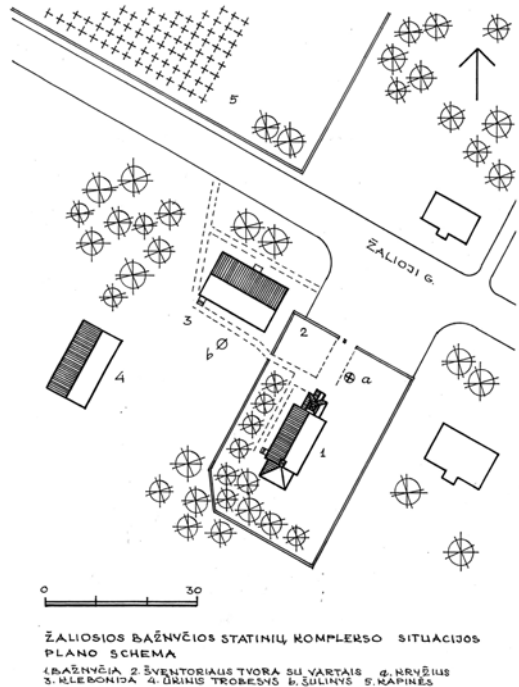 5
ŽALIOJI G.
3
2
b
a
4
1
0 30
ŽALIOSIOS BAŽNYČIOS STATINIŲ KOMPLEKSO SITUACIJOS
PLANO SCHEMA
1. BAŽNYČIA 2. ŠVENTORIAUS TVORA SU VARTAIS a. KRYŽIUS
3. KLEBONIJA 4. ŪKINIS TROBESYS b. ŠULINYS 5. KAPINĖS